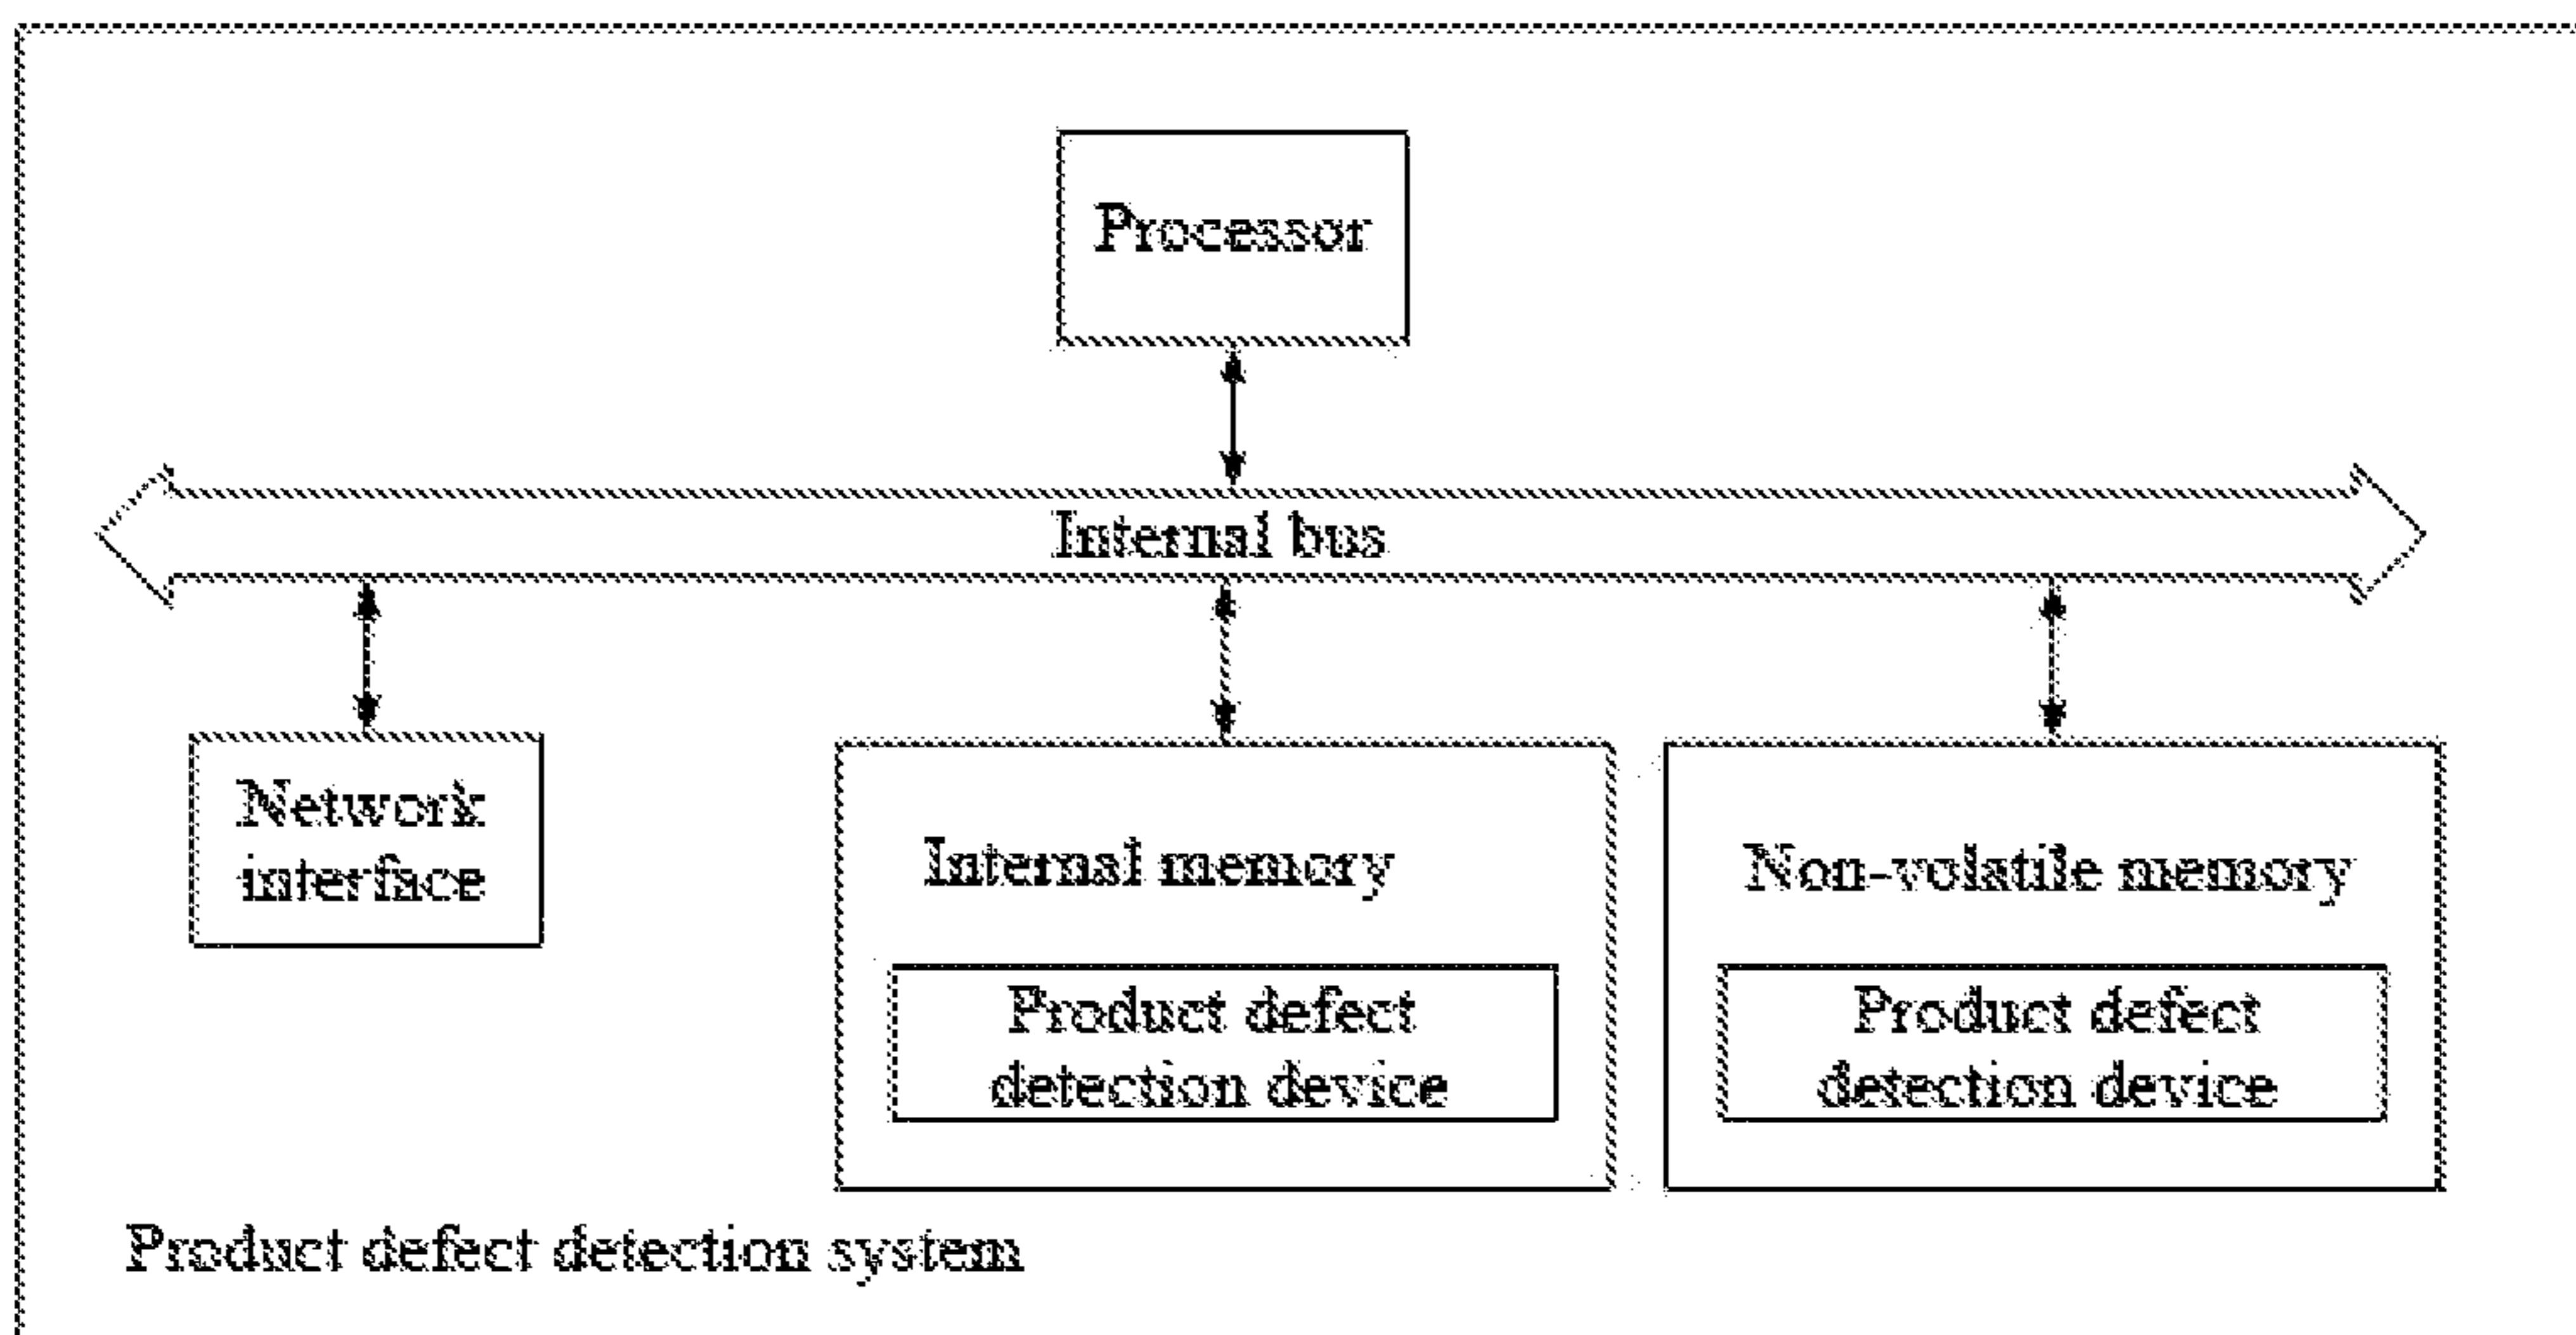 Processor
Internal bus
Network
interface
Internal memory
Product defect
detection device
Non-volatile memory
Product defect
detection device
Product defect detection system